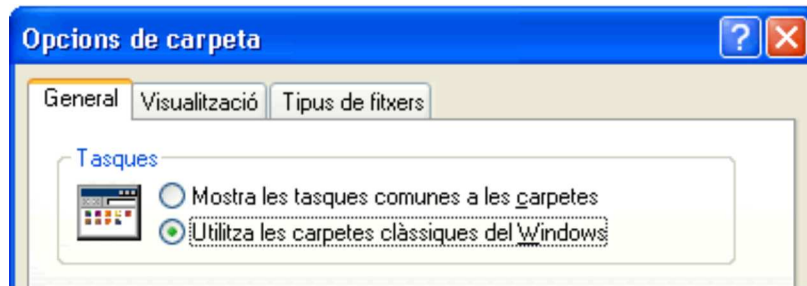 Opcions de carpeta
General Visualització Tipus de fitxers
Tasques
Mostra les tasques comunes a les carpetes
Utilitza les carpetes clàssiques del Windows